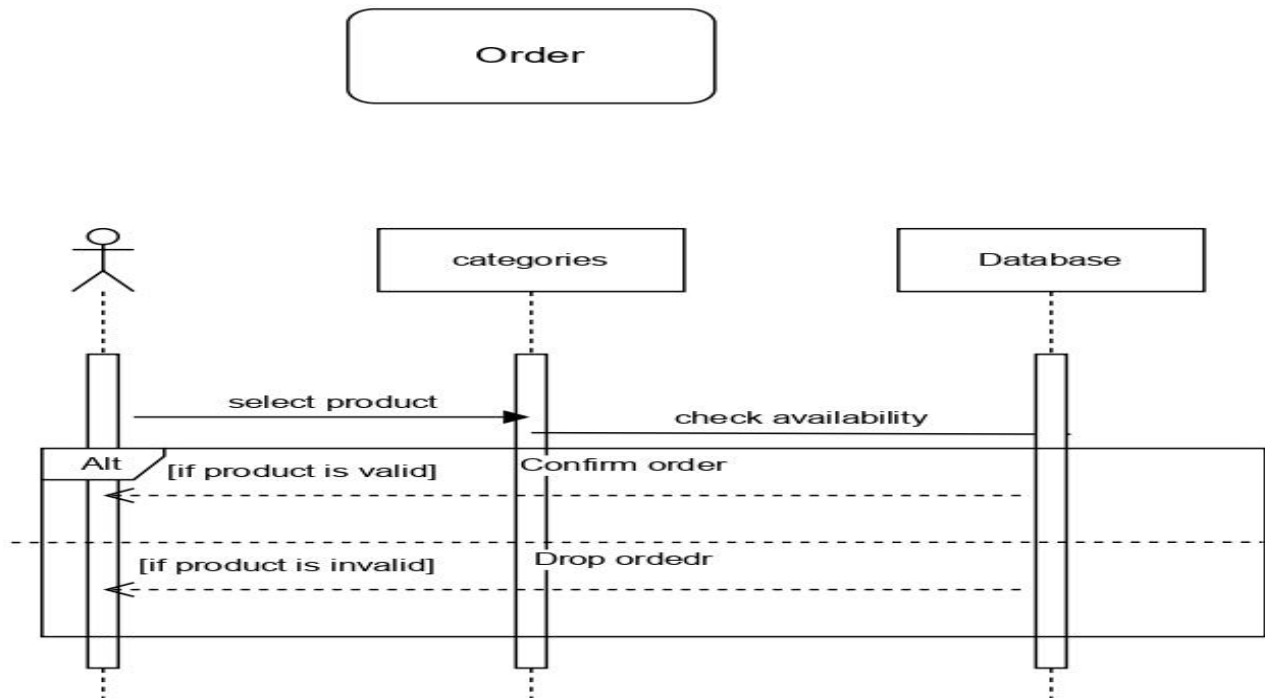 Order
categories
Database
select product
check availability
Alt
[if product is valid]
Confirm order
[if product is invalid]
Drop ordedr